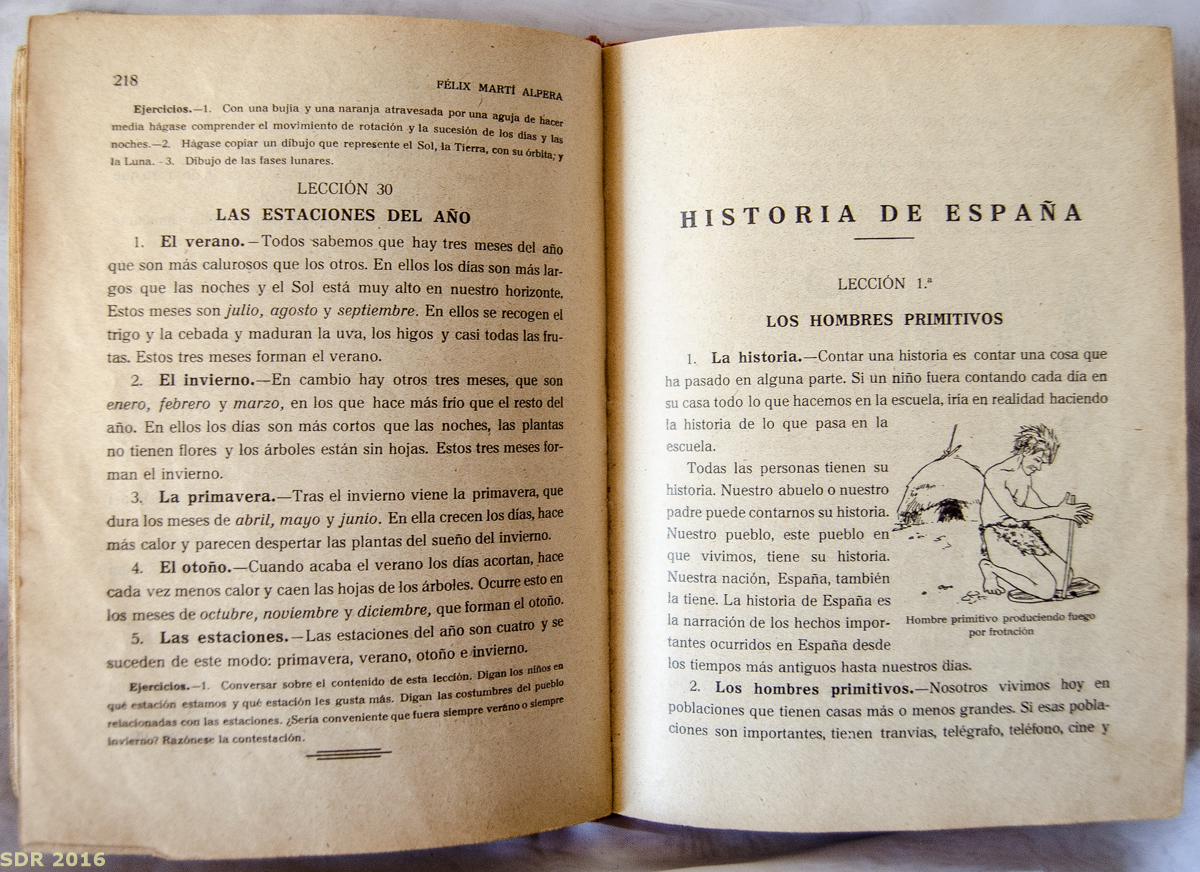 218
FÉLIX MARTÍ ALPERA
Ejercicios.—1. Con una bujía y una naranja atravesada por una aguja de hacer
media hágase comprender el movimiento de rotación y la sucesión de los días y las
noches.—2. Hágase copiar un dibujo que represente el Sol, la Tierra, con su órbita, y
la Luna. -3. Dibujo de las fases lunares.
LECCIÓN 30
LAS ESTACIONES DEL AÑO
1. El verano.—Todos sabemos que hay tres meses del año
que son más calurosos que los otros. En ellos los días son más lar-
gos que las noches y el Sol está muy alto en nuestro horizonte.
Estos meses son julio, agosto y septiembre. En ellos se recogen el
trigo y la cebada y maduran la uva, los higos y casi todas las fru-
tas. Estos tres meses forman el verano.
2. El invierno.—En cambio hay otros tres meses, que son
enero, febrero y marzo, en los que hace más frío que el resto del
año. En ellos los días son más cortos que las noches, las plantas
no tienen flores y los árboles están sin hojas. Estos tres meses for-
man el invierno.
3. La primavera.—Tras el invierno viene la primavera, que
dura los meses de abril, mayo y junio. En ella crecen los días, hace
más calor y parecen despertar las plantas del sueño del invierno.
4. El otoño.—Cuando acaba el verano los días acortan, hace
cada vez menos calor y caen las hojas de los árboles. Ocurre esto en
los meses de octubre, noviembre y diciembre, que forman el otoño.
5. Las estaciones.—Las estaciones del año son cuatro y se
suceden de este modo: primavera, verano, otoño e invierno.
Ejercicios.—1. Conversar sobre el contenido de esta lección. Digan los niños en
qué estación estamos y qué estación les gusta más. Digan las costumbres del pueblo
relacionadas con las estaciones. ¿Sería conveniente que fuera siempre verano o siempre
invierno? Razónese la contestación.
HISTORIA DE ESPAÑA
LECCIÓN 1.ª
LOS HOMBRES PRIMITIVOS
1. La historia.—Contar una historia es contar una cosa que
ha pasado en alguna parte. Si un niño fuera contando cada día en
su casa todo lo que hacemos en la escuela, iría en realidad haciendo
la historia de lo que pasa en la
escuela.
Todas las personas tienen su
historia. Nuestro abuelo o nuestro
padre puede contarnos su historia.
Nuestro pueblo, este pueblo en
que vivimos, tiene su historia.
Nuestra nación, España, también
la tiene. La historia de España es
la narración de los hechos impor-
tantes ocurridos en España desde
los tiempos más antiguos hasta nuestros días.
Hombre primitivo produciendo fuego
por frotación
2. Los hombres primitivos.—Nosotros vivimos hoy en
poblaciones que tienen casas más o menos grandes. Si esas pobla-
ciones son importantes, tienen tranvías, telégrafo, teléfono, cine y
SDR 2016